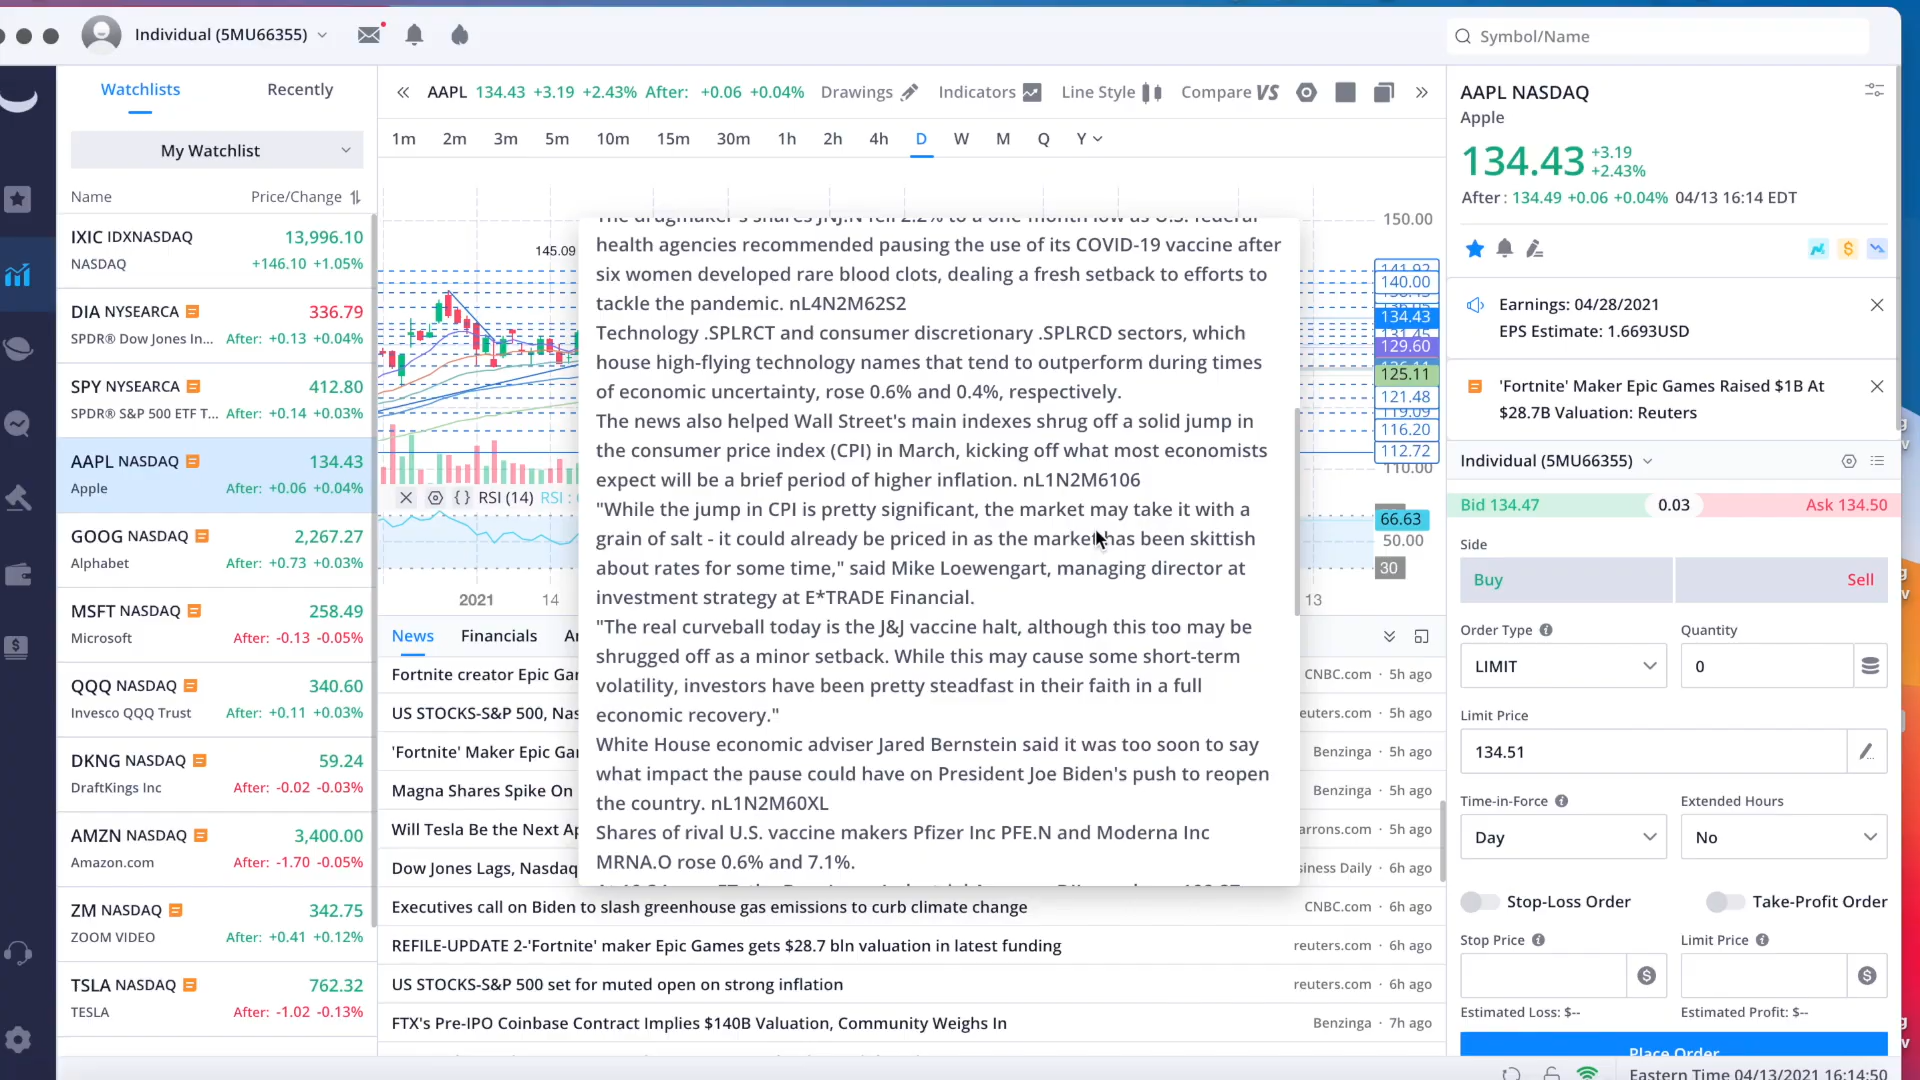 Individual (5MU66355)
Symbol/Name
Watchlists
Recently
My Watchlist
Name
Price/Change
IXIC IDXNASDAQ 13,996.10
NASDAQ +146.10 +1.05%
DIA NYSEARCA 336.79
SPDR® Dow Jones In... After: +0.13 +0.04%
SPY NYSEARCA 412.80
SPDR® S&P 500 ETF T... After: +0.14 +0.03%
AAPL NASDAQ 134.43
Apple After: +0.06 +0.04%
GOOG NASDAQ 2,267.27
Alphabet After: +0.73 +0.03%
MSFT NASDAQ 258.49
Microsoft After: -0.13 -0.05%
QQQ NASDAQ 340.60
Invesco QQQ Trust After: +0.11 +0.03%
DKNG NASDAQ 59.24
DraftKings Inc After: -0.02 -0.03%
AMZN NASDAQ 3,400.00
Amazon.com After: -1.70 -0.05%
ZM NASDAQ 342.75
ZOOM VIDEO After: +0.41 +0.12%
TSLA NASDAQ 762.32
TESLA After: -1.02 -0.13%
AAPL 134.43 +3.19 +2.43% After: +0.06 +0.04% Drawings Indicators Line Style Compare VS
1m 2m 3m 5m 10m 15m 30m 1h 2h 4h D W M Q Y
145.09
150.00
141.92
140.00
134.43
131.45
129.60
125.11
121.48
119.09
116.20
112.72
110.00
RSI (14) RSI :
66.63
50.00
30
2021 14
13
The drugmaker's shares JNJ.N fell 2.2% to a one-month low as U.S. federal
health agencies recommended pausing the use of its COVID-19 vaccine after
six women developed rare blood clots, dealing a fresh setback to efforts to
tackle the pandemic. nL4N2M62S2
Technology .SPLRCT and consumer discretionary .SPLRCD sectors, which
house high-flying technology names that tend to outperform during times
of economic uncertainty, rose 0.6% and 0.4%, respectively.
The news also helped Wall Street's main indexes shrug off a solid jump in
the consumer price index (CPI) in March, kicking off what most economists
expect will be a brief period of higher inflation. nL1N2M6106
"While the jump in CPI is pretty significant, the market may take it with a
grain of salt - it could already be priced in as the market has been skittish
about rates for some time," said Mike Loewengart, managing director at
investment strategy at E*TRADE Financial.
"The real curveball today is the J&J vaccine halt, although this too may be
shrugged off as a minor setback. While this may cause some short-term
volatility, investors have been pretty steadfast in their faith in a full
economic recovery."
White House economic adviser Jared Bernstein said it was too soon to say
what impact the pause could have on President Joe Biden's push to reopen
the country. nL1N2M60XL
Shares of rival U.S. vaccine makers Pfizer Inc PFE.N and Moderna Inc
MRNA.O rose 0.6% and 7.1%.
News Financials
Fortnite creator Epic CNBC.com · 5h ago
US STOCKS-S&P 500, 5h ago
'Fortnite' Maker Epic Benzinga · 5h ago
Magna Shares Spike On Benzinga · 5h ago
Will Tesla Be the Next 5h ago
Dow Jones Lags, Daily · 6h ago
Executives call on Biden to slash greenhouse gas emissions to curb climate change CNBC.com · 6h ago
REFILE-UPDATE 2-'Fortnite' maker Epic Games gets $28.7 bln valuation in latest funding reuters.com · 6h ago
US STOCKS-S&P 500 set for muted open on strong inflation reuters.com · 6h ago
FTX's Pre-IPO Coinbase Contract Implies $140B Valuation, Community Weighs In Benzinga · 7h ago
AAPL NASDAQ
Apple
134.43 +3.19
+2.43%
After : 134.49 +0.06 +0.04% 04/13 16:14 EDT
Earnings: 04/28/2021
EPS Estimate: 1.6693USD
'Fortnite' Maker Epic Games Raised $1B At
$28.7B Valuation: Reuters
Individual (5MU66355)
Bid 134.47 0.03 Ask 134.50
Side
Buy Sell
Order Type Quantity
LIMIT 0
Limit Price
134.51
Time-in-Force Extended Hours
Day No
Stop-Loss Order Take-Profit Order
Stop Price Limit Price
Estimated Loss: $-- Estimated Profit: $--
Place Order
Eastern Time 04/13/2021 16:14:50